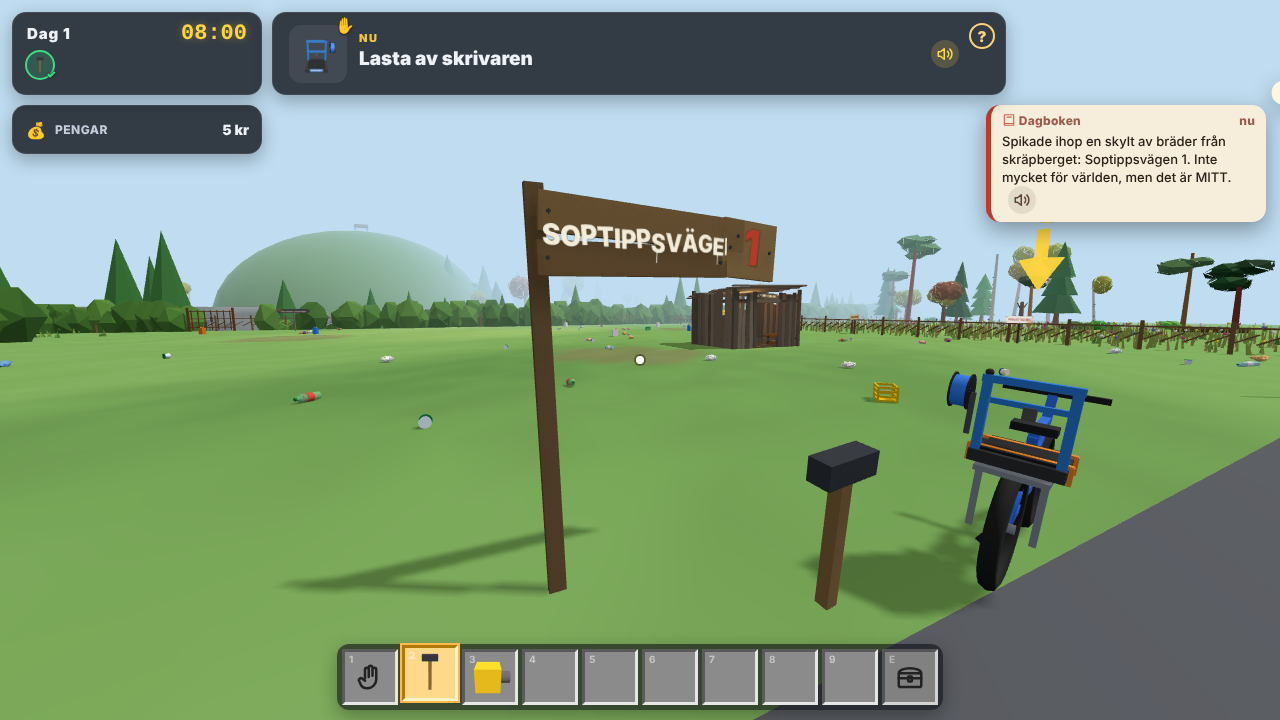 Dag 1
08:00
NU
Lasta av skrivaren
?
PENGAR
5 kr
Dagboken
nu
Spikade ihop en skylt av bräder från
skräpberget: Soptippsvägen 1. Inte
mycket för världen, men det är MITT.
SOPTIPPSVÄGEN 1
1
2
3
4
5
6
7
8
9
E